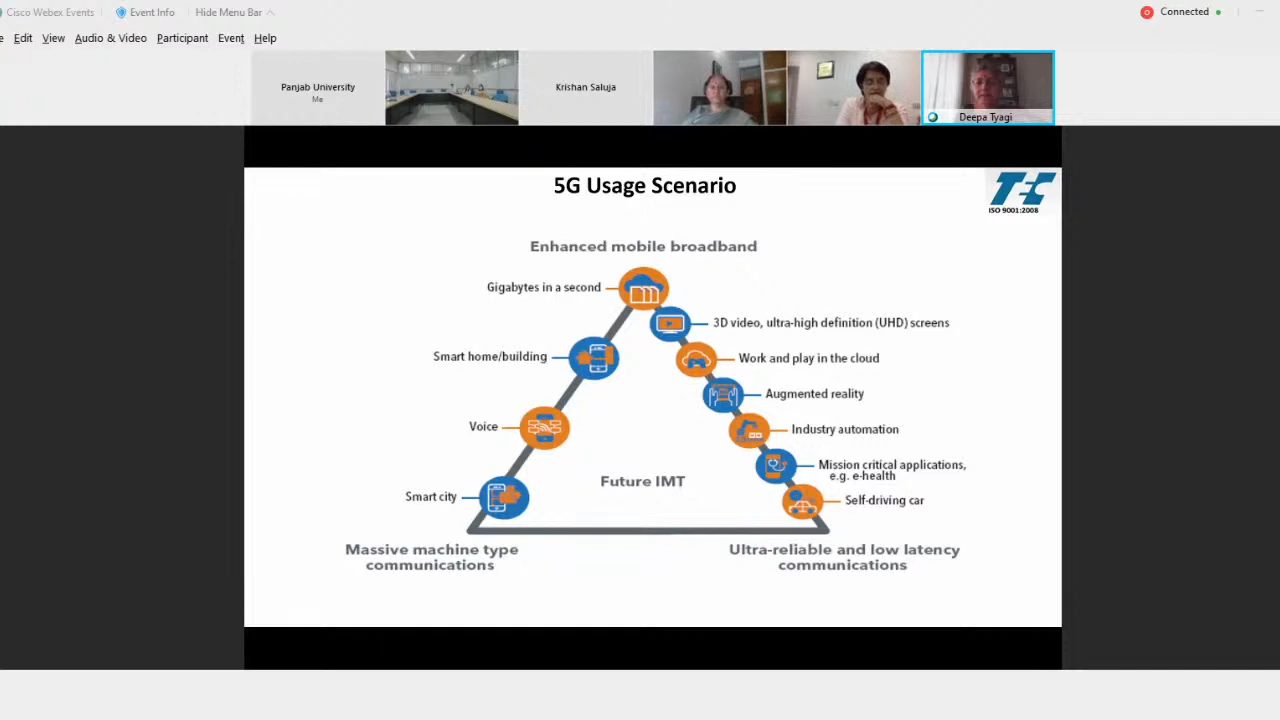 Cisco Webex Events
Event Info
Hide Menu Bar
Connected
Edit View Audio & Video Participant Event Help
Panjab University
Me
Krishan Saluja
Deepa Tyagi
5G Usage Scenario
TEC
ISO 9001:2008
Enhanced mobile broadband
Gigabytes in a second
3D video, ultra-high definition (UHD) screens
Smart home/building
Work and play in the cloud
Augmented reality
Voice
Industry automation
Mission critical applications,
e.g. e-health
Future IMT
Smart city
Self-driving car
Massive machine type
communications
Ultra-reliable and low latency
communications